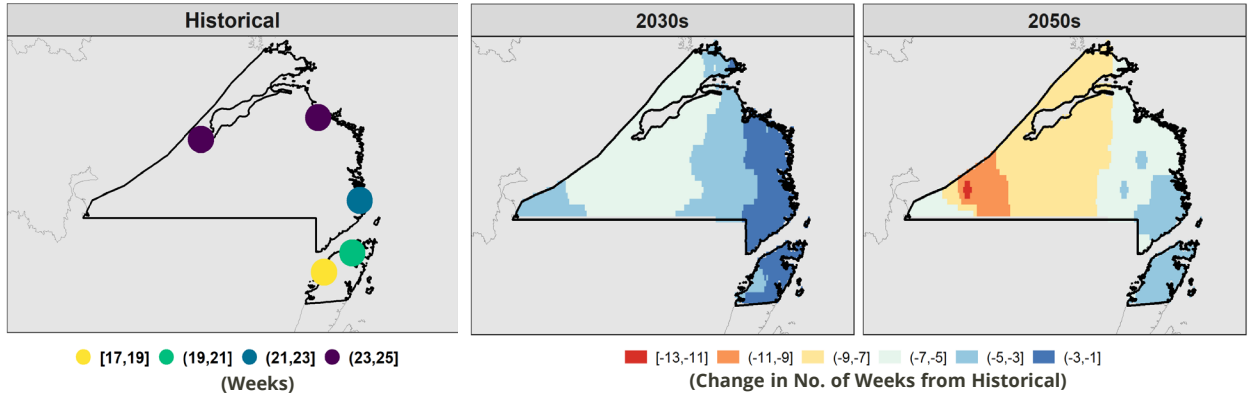 Historical
2030s
2050s
[17,19] (19,21] (21,23] (23,25]
(Weeks)
[-13,-11] (-11,-9] (-9,-7] (-7,-5] (-5,-3] (-3,-1]
(Change in No. of Weeks from Historical)